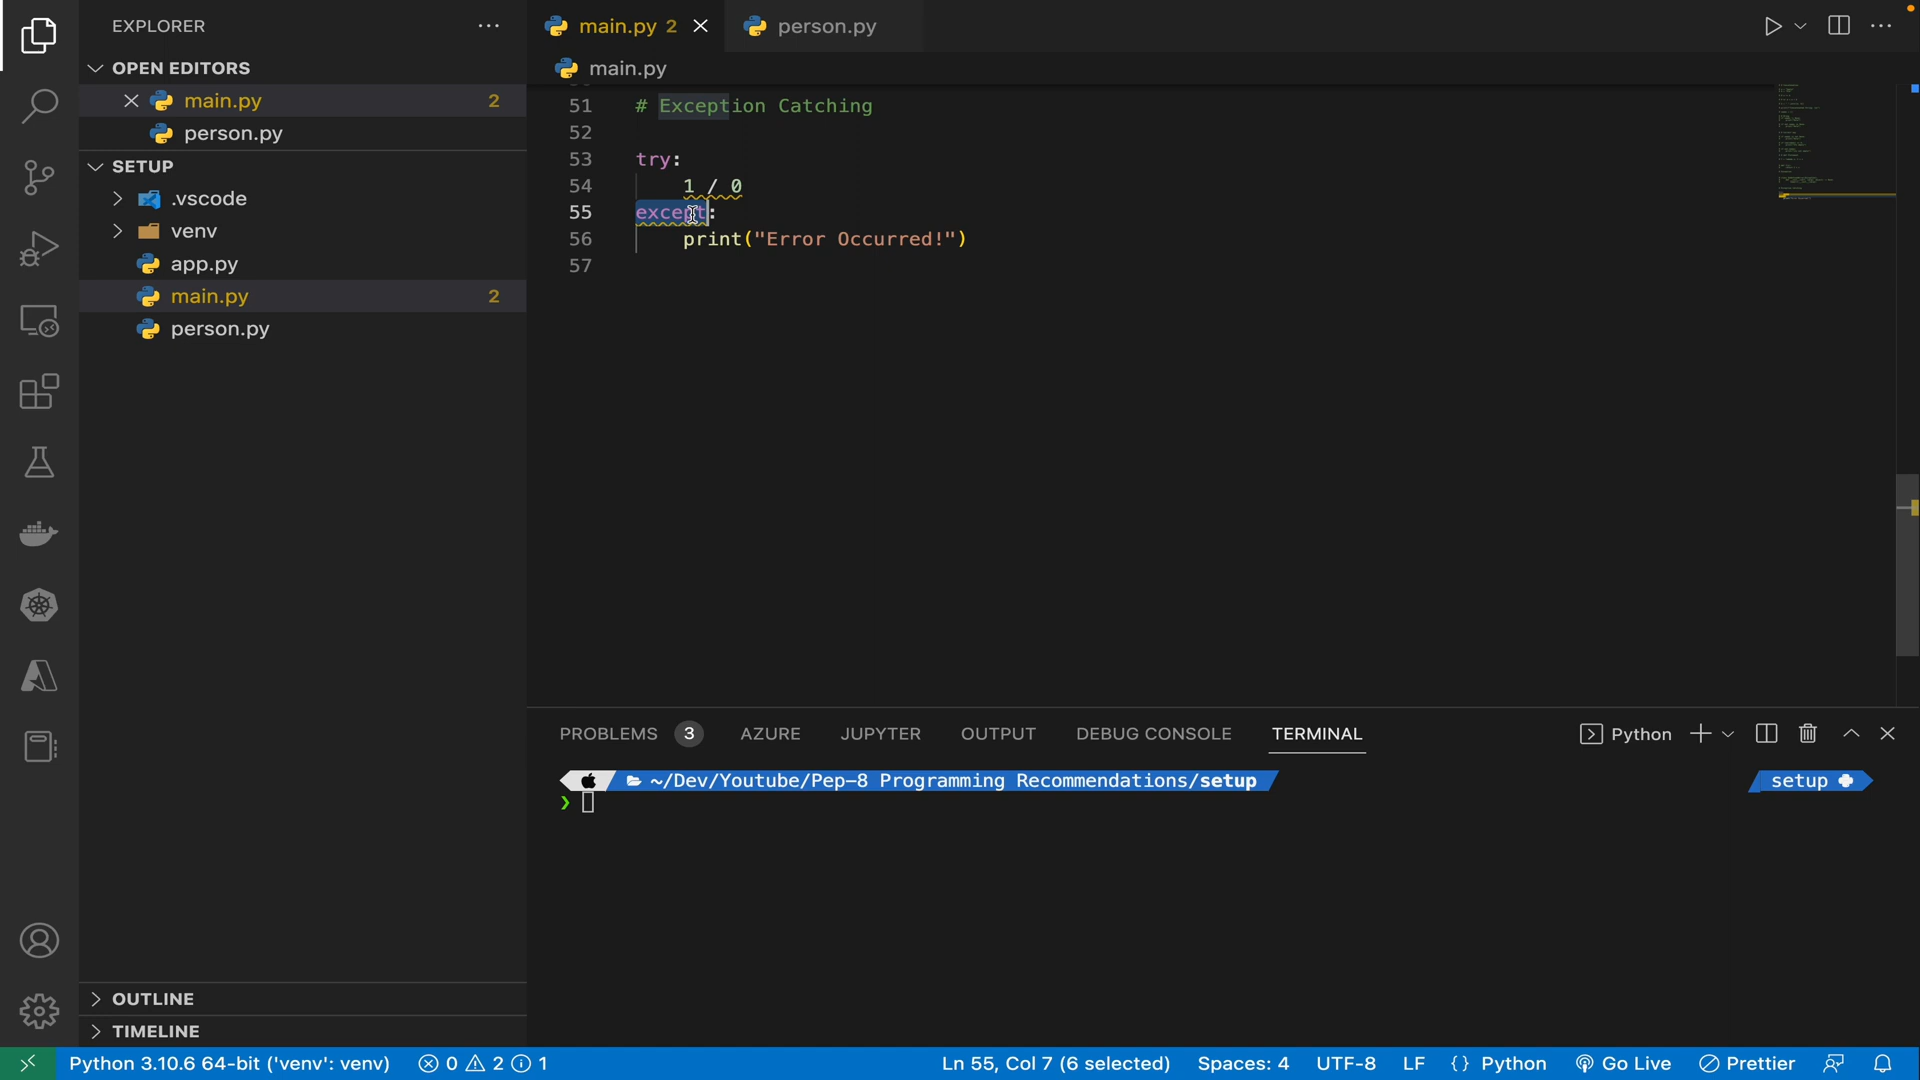 EXPLORER
OPEN EDITORS
main.py 2
person.py
SETUP
.vscode
venv
app.py
main.py 2
person.py
OUTLINE
TIMELINE
main.py 2
person.py
main.py
51 # Exception Catching
52
53 try:
54 1 / 0
55 except:
56 print("Error Occurred!")
57
PROBLEMS 3 AZURE JUPYTER OUTPUT DEBUG CONSOLE TERMINAL Python
~/Dev/Youtube/Pep-8 Programming Recommendations/setup setup
❯
Python 3.10.6 64-bit ('venv': venv) 0 2 1 Ln 55, Col 7 (6 selected) Spaces: 4 UTF-8 LF {} Python Go Live Prettier